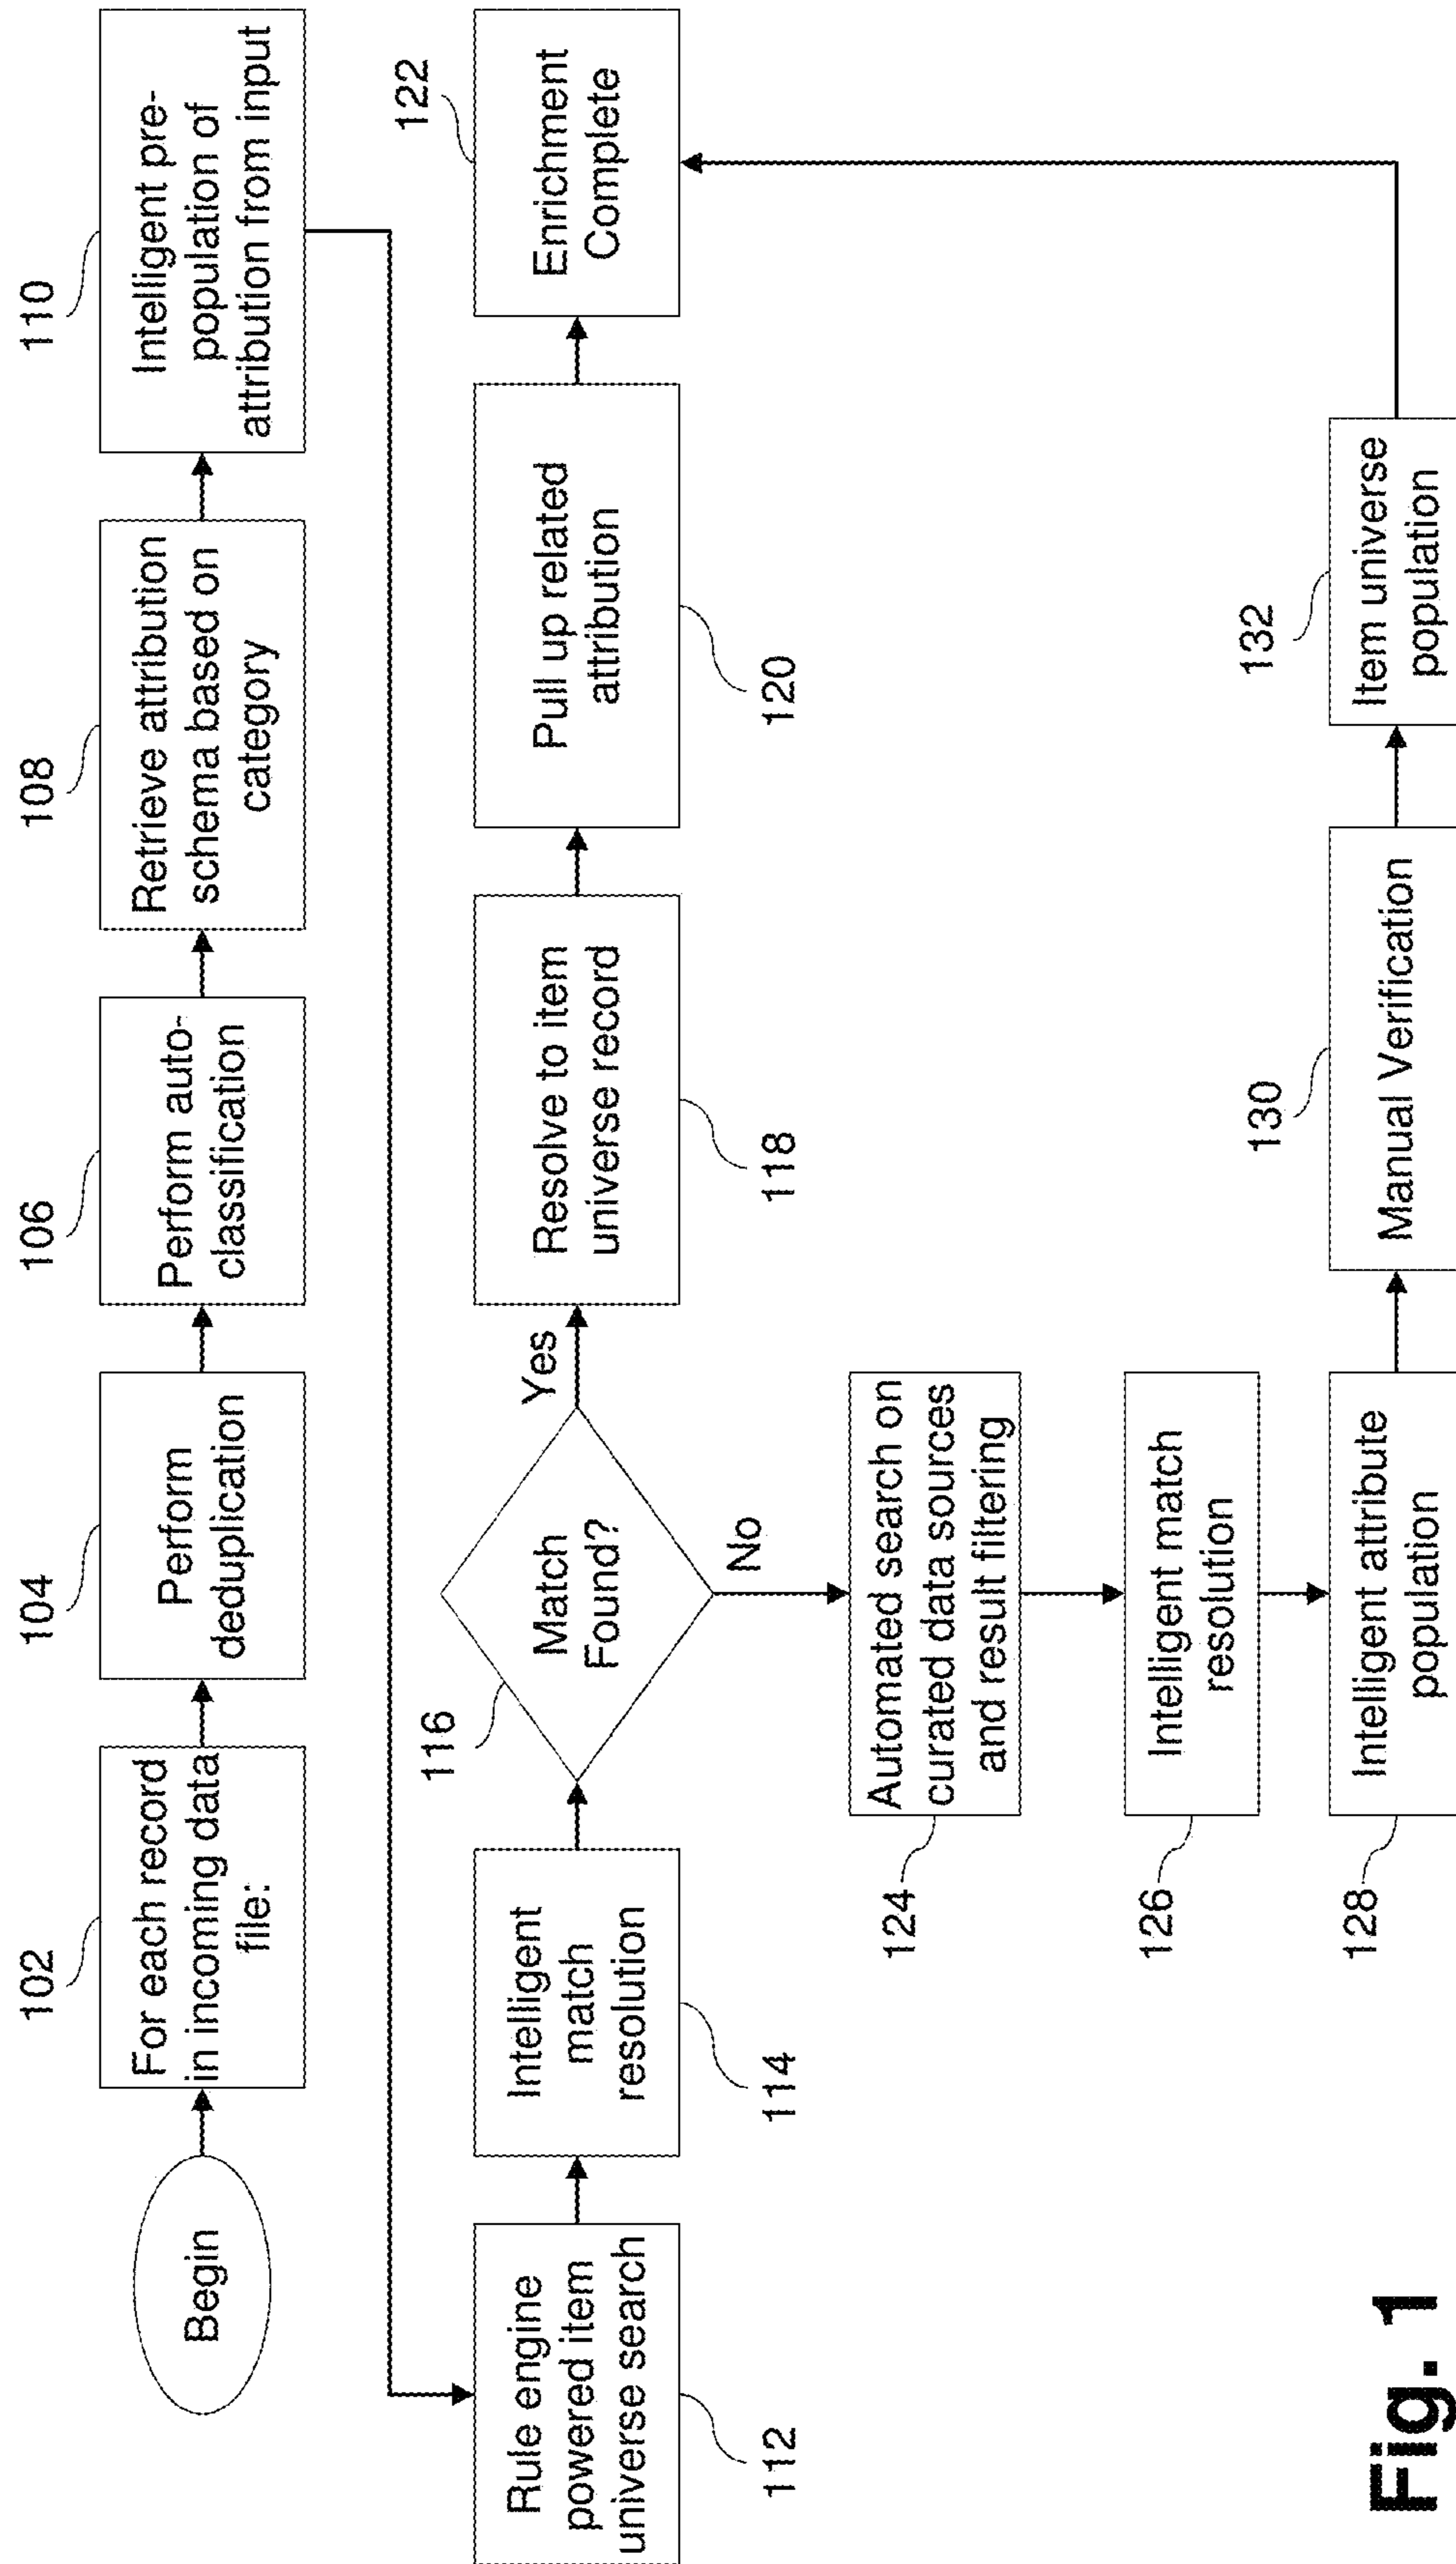 102
104
106
108
110
Begin
For each record
in incoming data
file:
Perform
deduplication
Perform auto-
classification
Retrieve attribution
schema based on
category
Intelligent pre-
population of
attribution from input
116
122
Rule engine
powered item
universe search
Intelligent
match
resolution
Match
Found?
Yes
Resolve to item
universe record
Pull up related
attribution
Enrichment
Complete
112
114
No
118
120
124
Automated search on
curated data sources
and result filtering
126
Intelligent match
resolution
130
132
128
Intelligent attribute
population
Manual Verification
Item universe
population
Fig. 1